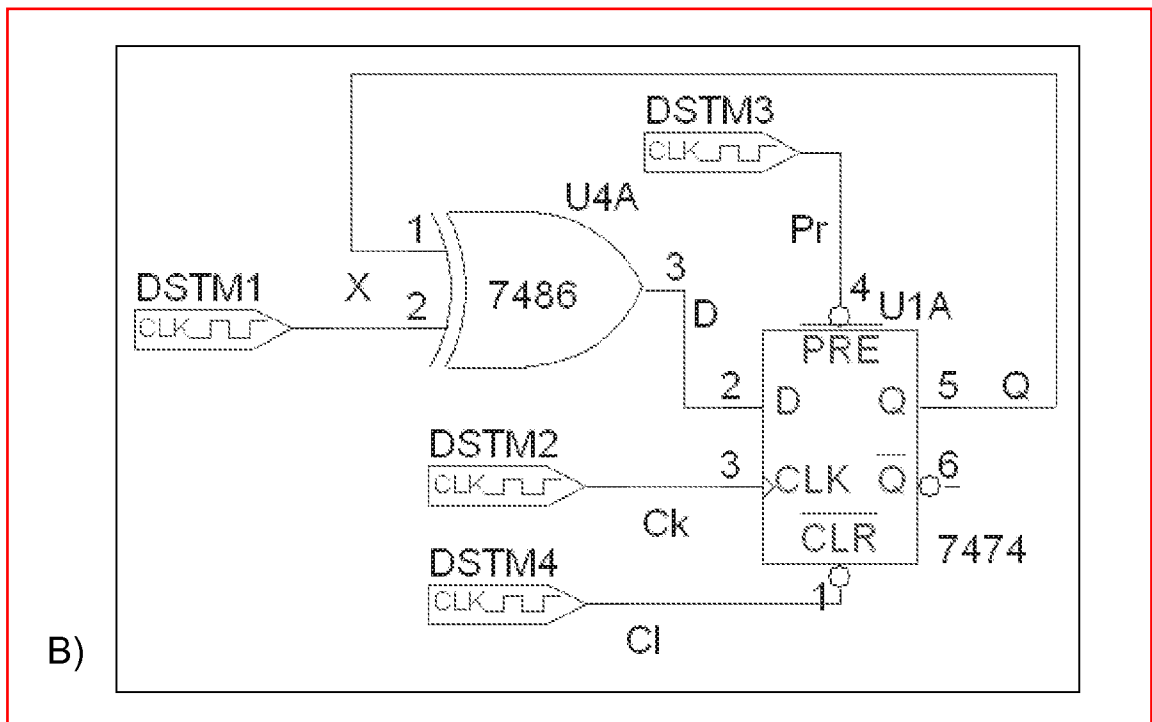 DSTM3
CLK
U4A
1
Pr
3
DSTM1
X
7486
4
U1A
CLK
2
D
PRE
2
D
Q
5
Q
DSTM2
3
CLK
Q
6
CLK
Ck
CLR
7474
DSTM4
CLK
1
Cl
B)